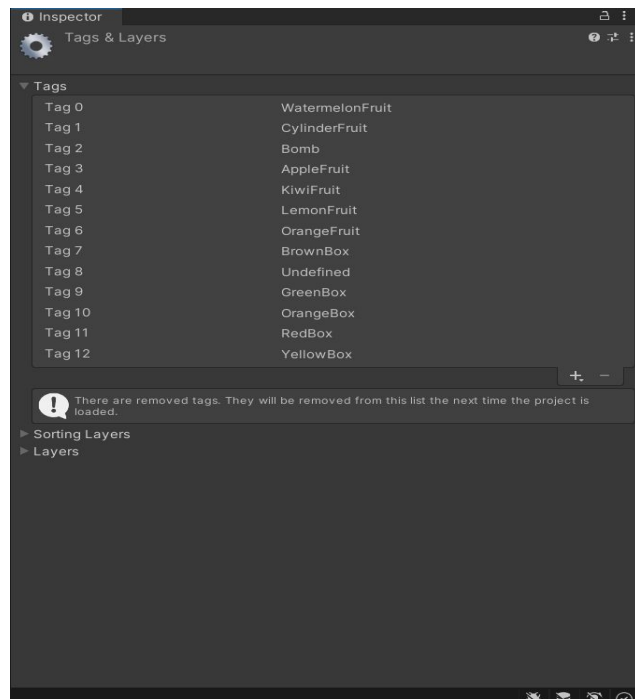 Inspector
Tags & Layers
Tags
Tag 0 WatermelonFruit
Tag 1 CylinderFruit
Tag 2 Bomb
Tag 3 AppleFruit
Tag 4 KiwiFruit
Tag 5 LemonFruit
Tag 6 OrangeFruit
Tag 7 BrownBox
Tag 8 Undefined
Tag 9 GreenBox
Tag 10 OrangeBox
Tag 11 RedBox
Tag 12 YellowBox
There are removed tags. They will be removed from this list the next time the project is
loaded.
Sorting Layers
Layers